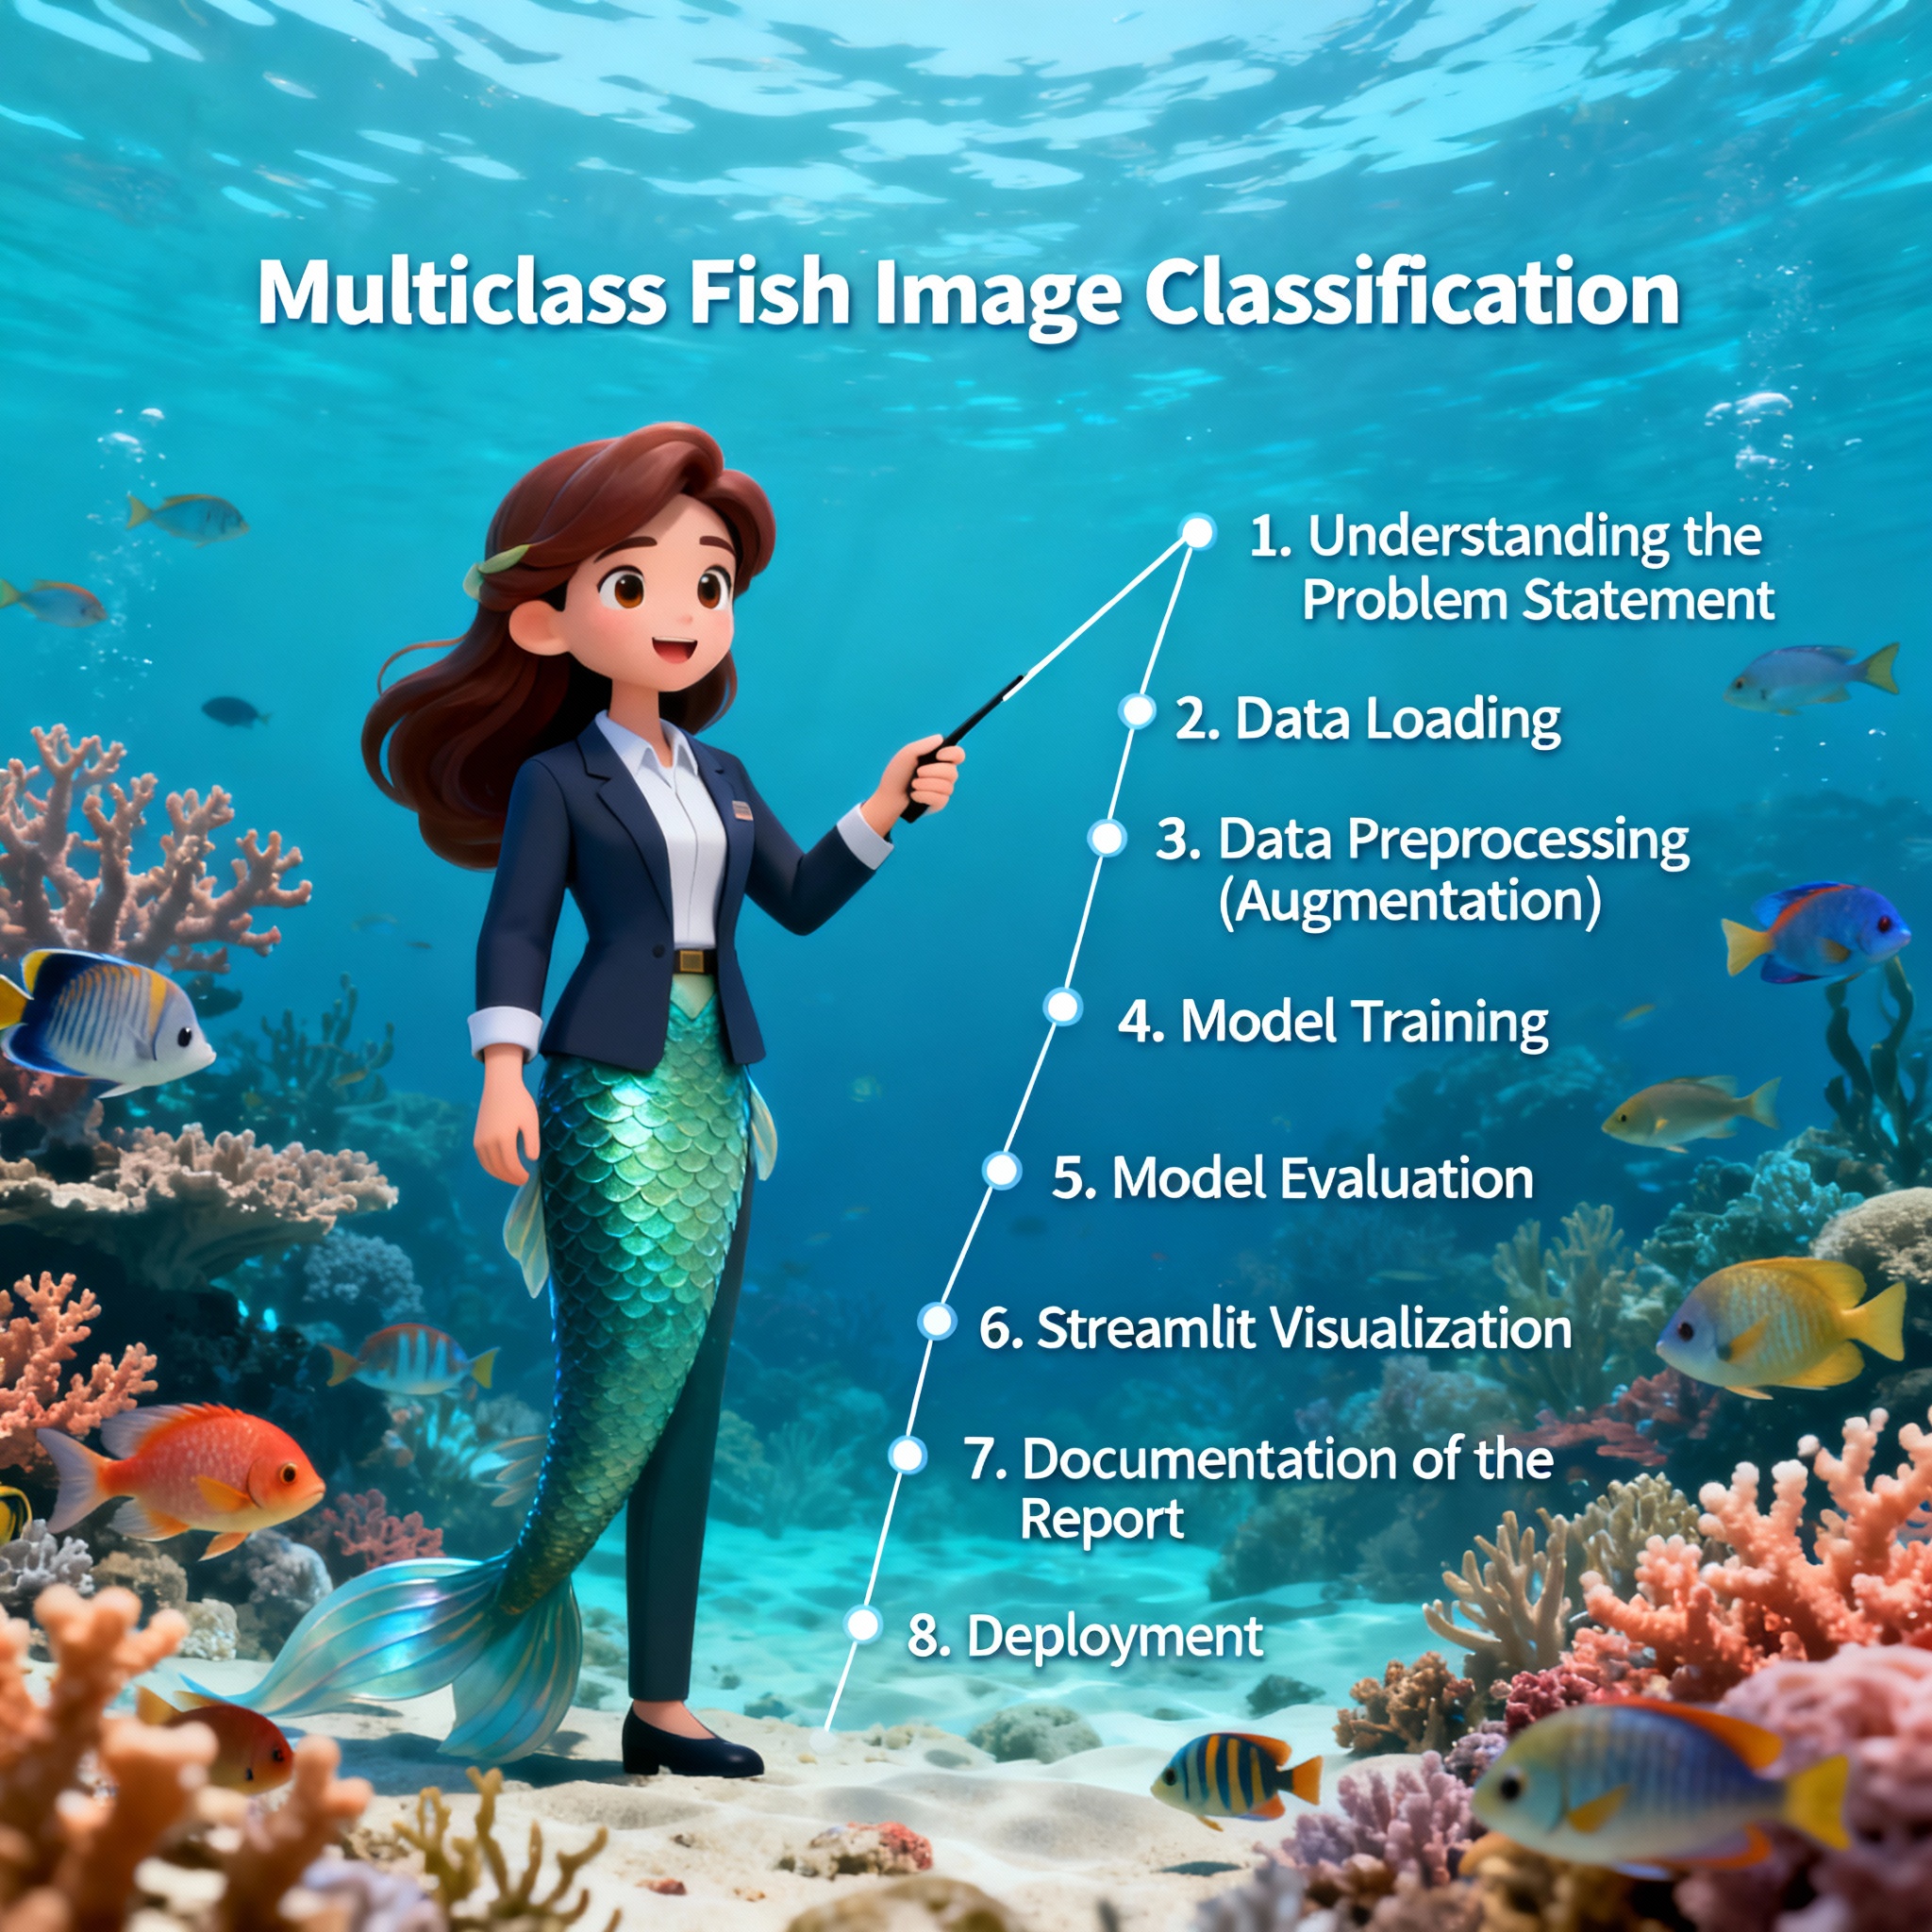 Multiclass Fish Image Classification
1. Understanding the
Problem Statement
2. Data Loading
3. Data Preprocessing
(Augmentation)
4. Model Training
5. Model Evaluation
6. Streamlit Visualization
7. Documentation of the
Report
8. Deployment